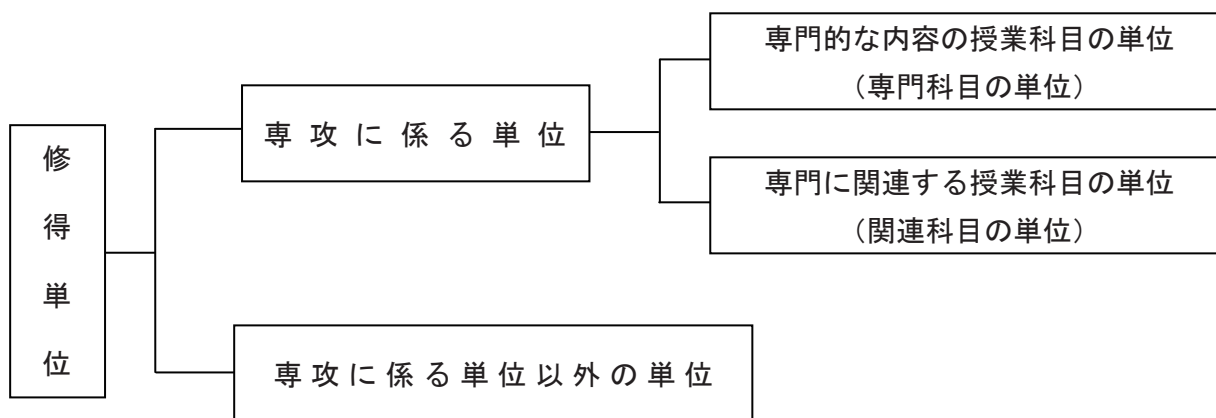 修得単位
専攻に係る単位
専門的な内容の授業科目の単位
（専門科目の単位）
専門に関連する授業科目の単位
（関連科目の単位）
専攻に係る単位以外の単位